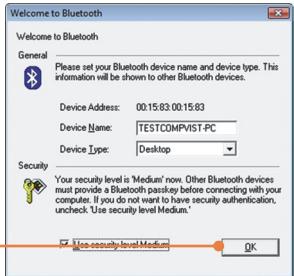 Welcome to Bluetooth
Welcome to Bluetooth
General
Please set your Bluetooth device name and device type. This
information will be shown to other Bluetooth devices.
Device Address: 00:15:83:00:15:83
Device Name: TESTCOMPVIST-PC
Device Type: Desktop
Security
Your security level is 'Medium' now. Other Bluetooth devices
must provide a Bluetooth passkey before connecting with your
computer. If you do not want to have security authentication,
uncheck 'Use security level Medium.'
Use security level Medium
OK